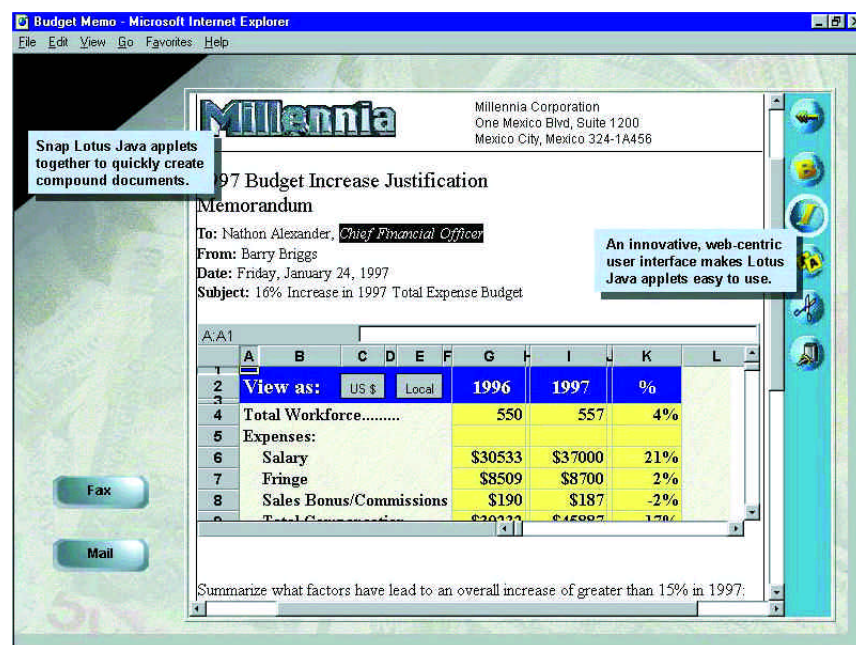 Budget Memo - Microsoft Internet Explorer
File Edit View Go Favorites Help
Millennia
Millennia Corporation
One Mexico Blvd, Suite 1200
Mexico City, Mexico 324-1A456
Snap Lotus Java applets
together to quickly create
compound documents.
Budget Increase Justification
Memorandum
To: Nathon Alexander, Chief Financial Officer
From: Barry Briggs
Date: Friday, January 24, 1997
Subject: 16% Increase in 1997 Total Expense Budget
An innovative, web-centric
user interface makes Lotus
Java applets easy to use.
A:A1
A B C D E F G H I J K L
1
2 View as: US $ Local 1996 1997 %
3
4 Total Workforce......... 550 557 4%
5 Expenses:
6 Salary $30533 $37000 21%
7 Fringe $8509 $8700 2%
8 Sales Bonus/Commissions $190 $187 -2%
Fax
Mail
Summarize what factors have lead to an overall increase of greater than 15% in 1997: